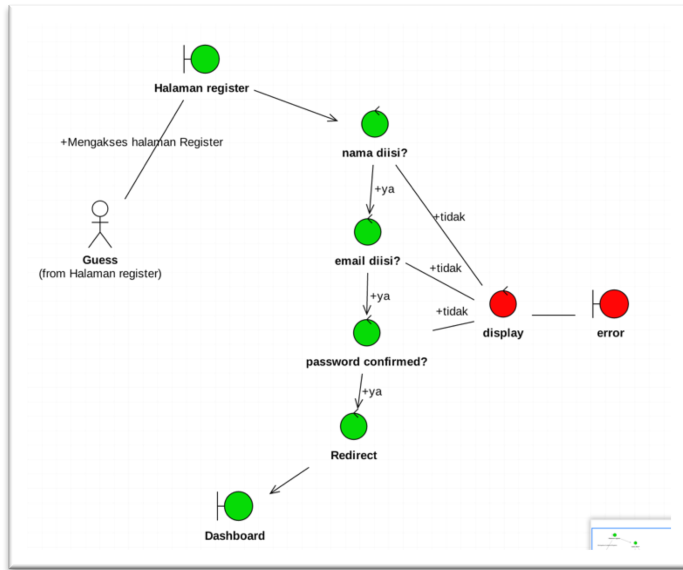 Halaman register
+Mengakses halaman Register
nama diisi?
+ya
+tidak
Guess
(from Halaman register)
email diisi?
+tidak
+ya
+tidak
display
error
password confirmed?
+ya
Redirect
Dashboard